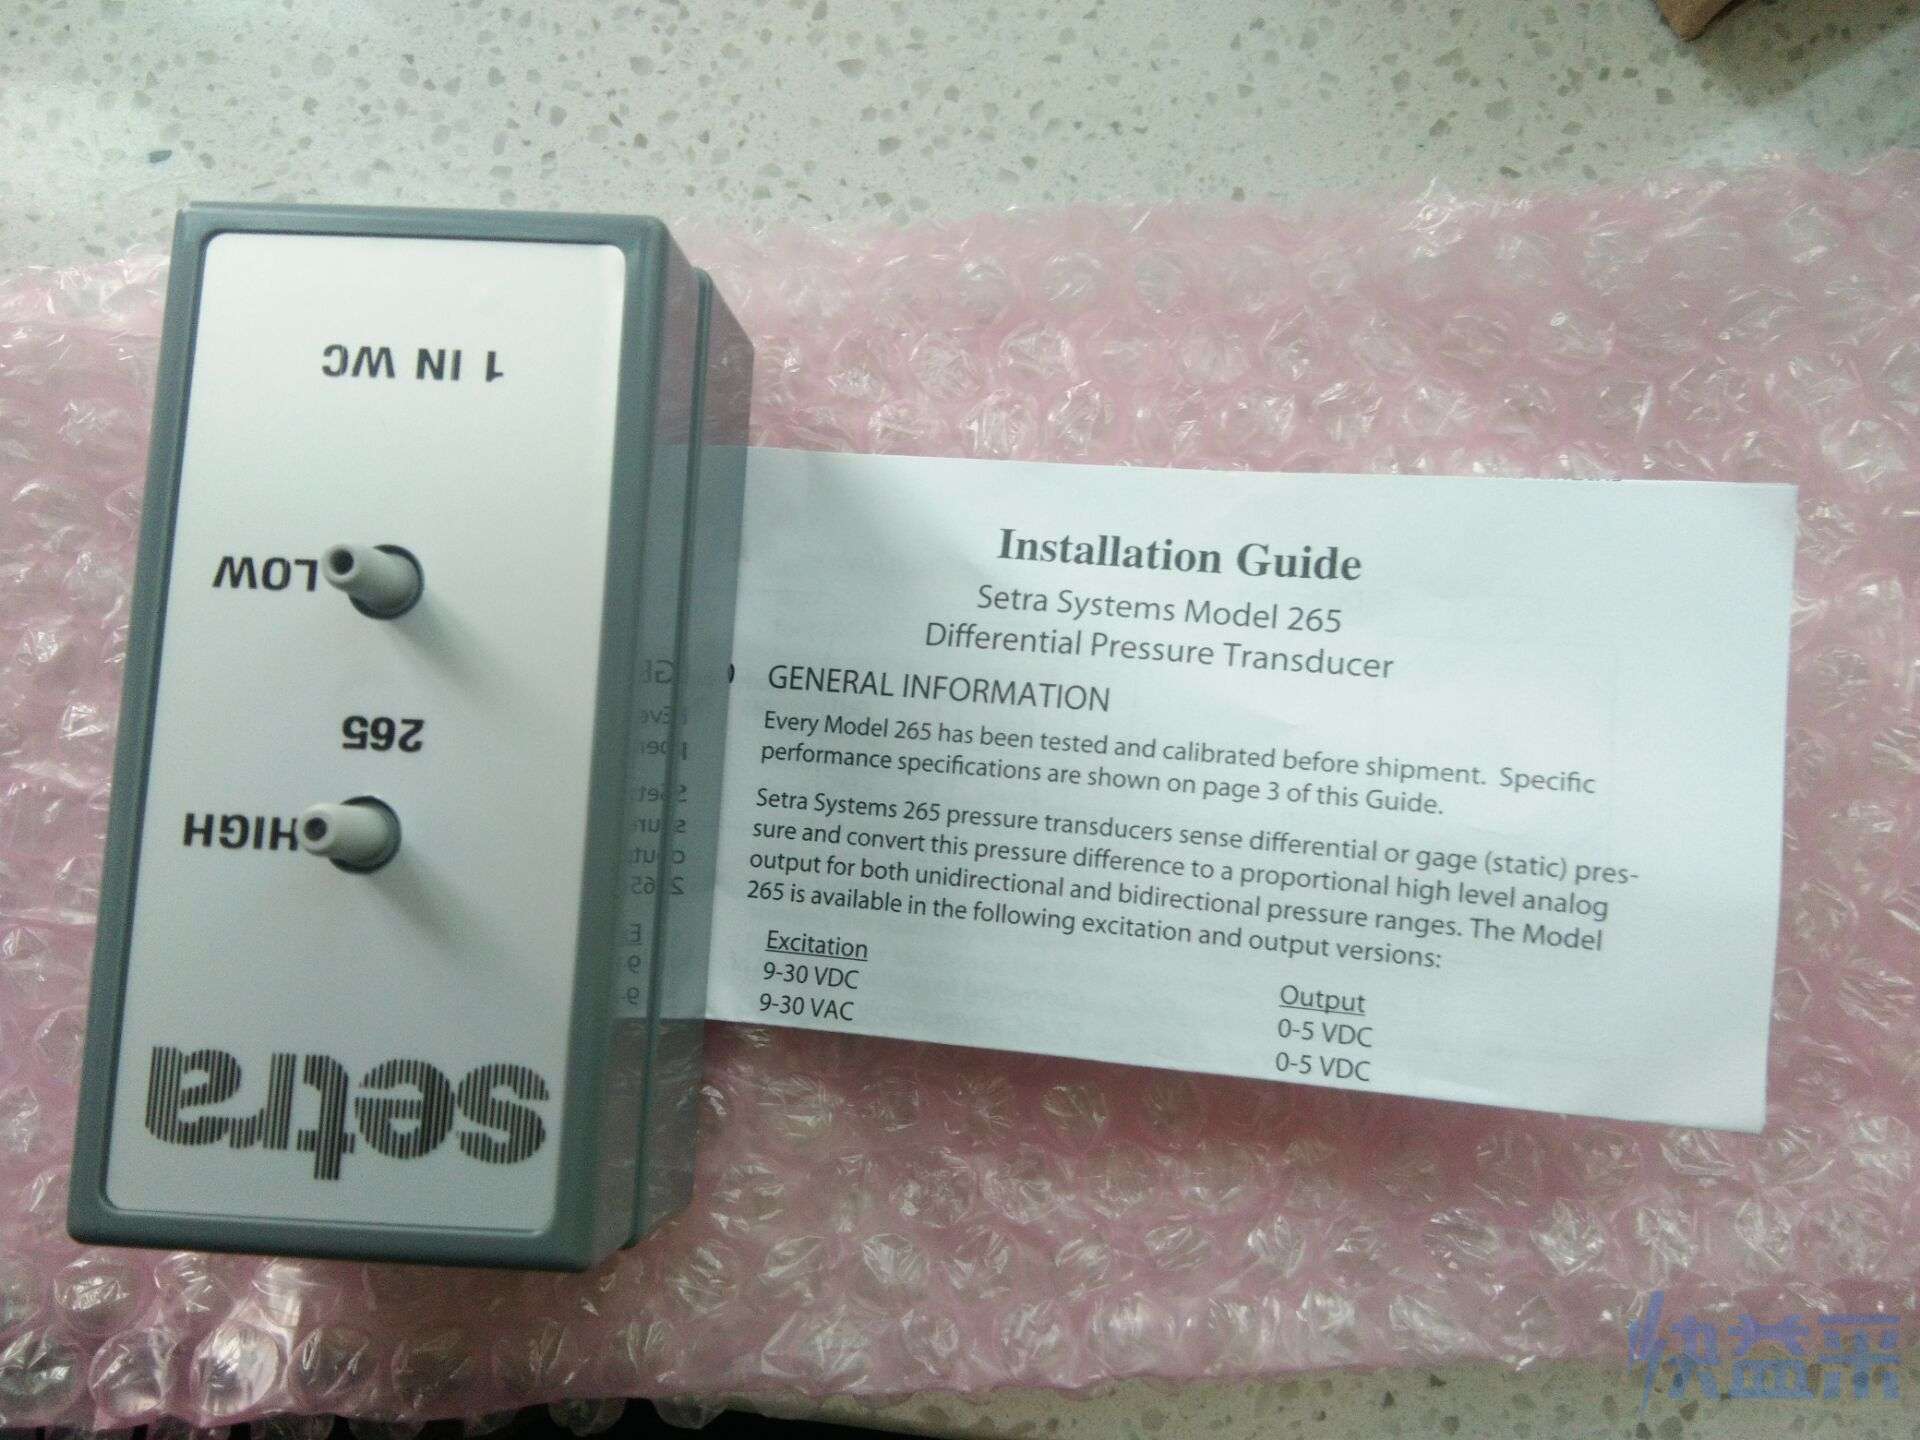 1 IN WC
LOW
265
HIGH
setra
Installation Guide
Setra Systems Model 265
Differential Pressure Transducer
GENERAL INFORMATION
Every Model 265 has been tested and calibrated before shipment. Specific
performance specifications are shown on page 3 of this Guide.
Setra Systems 265 pressure transducers sense differential or gage (static) pres-
sure and convert this pressure difference to a proportional high level analog
output for both unidirectional and bidirectional pressure ranges. The Model
265 is available in the following excitation and output versions:
Excitation
9-30 VDC
9-30 VAC
Output
0-5 VDC
0-5 VDC
快益采